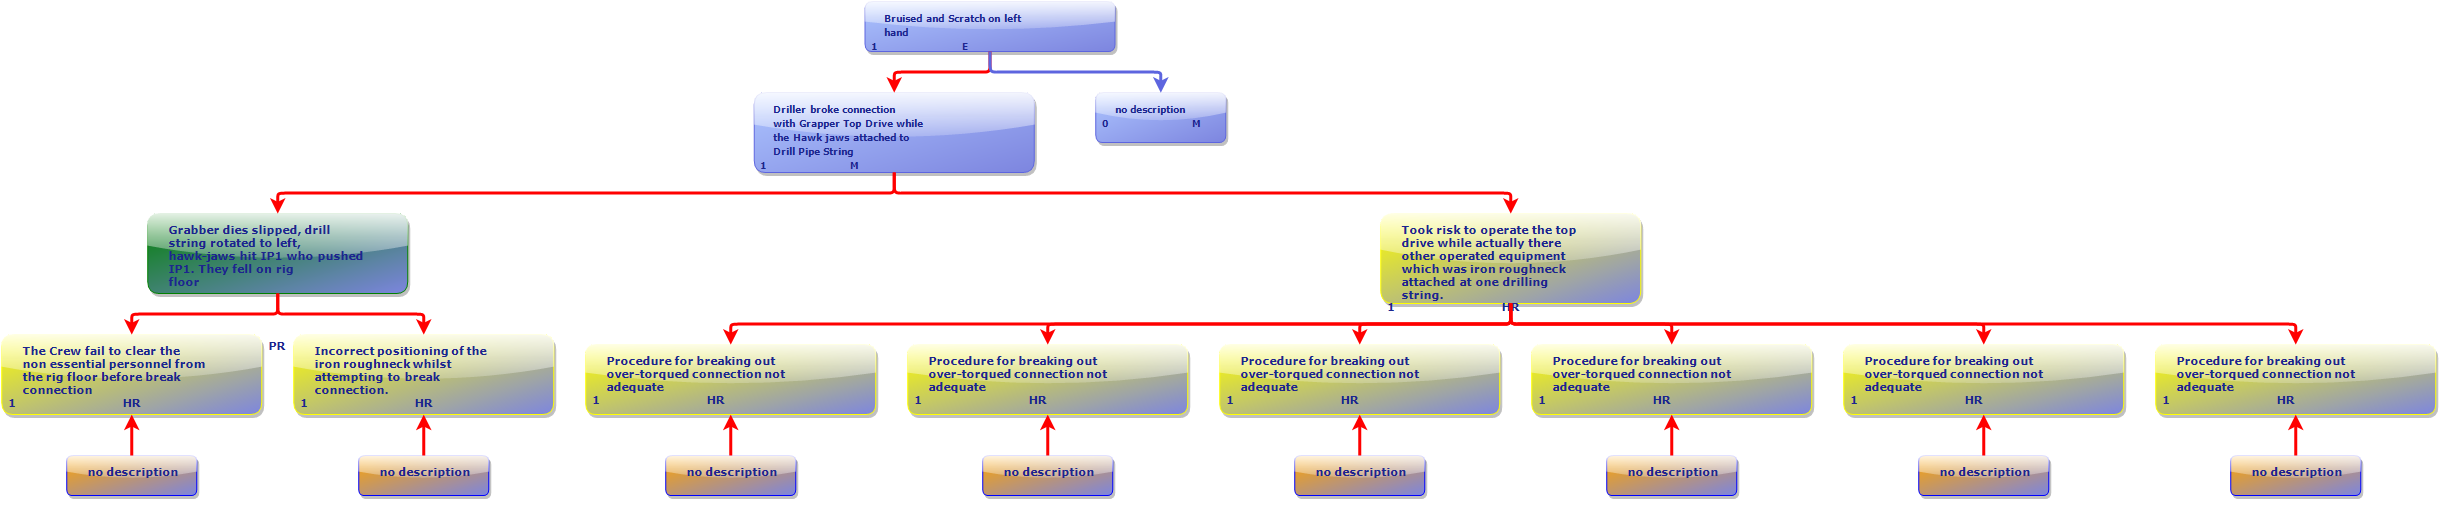 Bruised and Scratch on left
hand
1 E
Driller broke connection
with Grapper Top Drive while
the Hawk jaws attached to
Drill Pipe String
1 M
no description
0 M
Grabber dies slipped, drill
string rotated to left,
hawk-jaws hit IP1 who pushed
IP1. They fell on rig
floor
Took risk to operate the top
drive while actually there
other operated equipment
which was iron roughneck
attached at one drilling
string.
1 HR
The Crew fail to clear the
non essential personnel from
the rig floor before break
connection
1 HR
PR
Incorrect positioning of the
iron roughneck whilst
attempting to break
connection.
1 HR
Procedure for breaking out
over-torqued connection not
adequate
1 HR
Procedure for breaking out
over-torqued connection not
adequate
1 HR
Procedure for breaking out
over-torqued connection not
adequate
1 HR
Procedure for breaking out
over-torqued connection not
adequate
1 HR
Procedure for breaking out
over-torqued connection not
adequate
1 HR
Procedure for breaking out
over-torqued connection not
adequate
1 HR
no description
no description
no description
no description
no description
no description
no description
no description